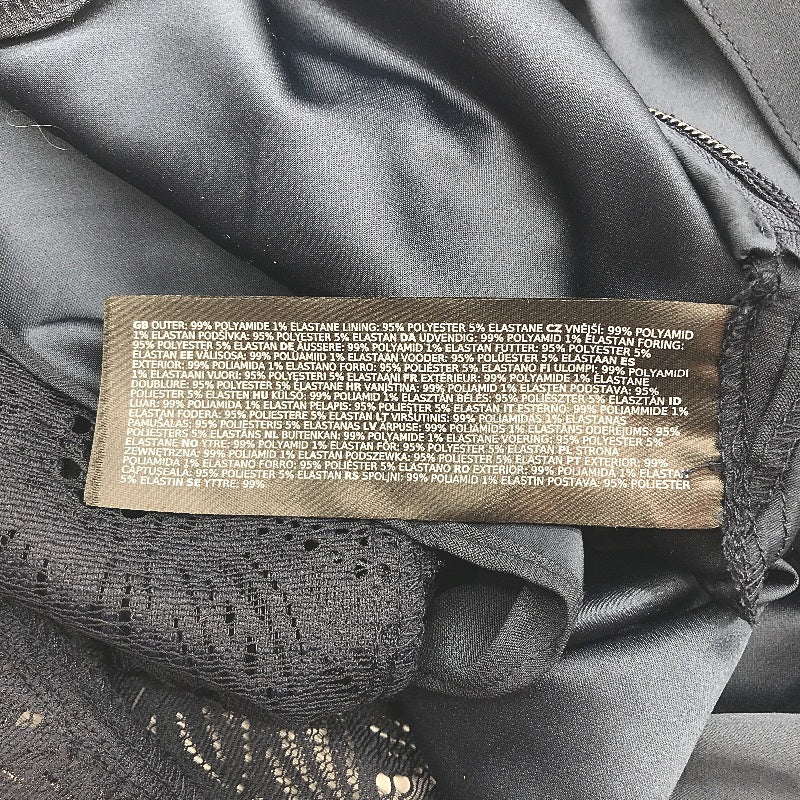 GB OUTER: 99% POLYAMIDE 1% ELASTANE LINING: 95% POLYESTER 5% ELASTANE CZ VNĚJŠÍ: 99% POLYAMID
1% ELASTAN PODŠÍVKA: 95% POLYESTER 5% ELASTAN DA UDVENDIG: 99% POLYAMID 1% ELASTAN FORING:
95% POLYESTER 5% ELASTAN DE ÄUSSERE: 99% POLYAMID 1% ELASTAN FUTTER: 95% POLYESTER 5%
ELASTAN EE VÄLISOSA: 99% POLÜAMIID 1% ELASTAAN VOODER: 95% POLÜESTER 5% ELASTAAN ES
EXTERIOR: 99% POLIAMIDA 1% ELASTANO FORRO: 95% POLIÉSTER 5% ELASTANO FI ULOMPI: 99% POLYAMIDI
1% ELASTAANI VUORI: 95% POLYESTERI 5% ELASTAANI FR EXTÉRIEUR: 99% POLYAMIDE 1% ÉLASTANE
DOUBLURE: 95% POLYESTER 5% ÉLASTANE HR VANJSTINA: 99% POLIAMID 1% ELASTEN POSTAVA: 95%
POLIESTER 5% ELASTEN HU KÜLSŐ: 99% POLIAMID 1% ELASZTÁN BÉLÉS: 95% POLIÉSZTER 5% ELASZTÁN ID
LUAR: 99% POLIAMIDA 1% ELASTAN PELAPIS: 95% POLIESTER 5% ELASTAN IT ESTERNO: 99% POLIAMMIDE 1%
ELASTAN FODERA: 95% POLIESTERE 5% ELASTAN LT VIRŠUTINIS: 99% POLIAMIDAS 1% ELASTANAS
PAMUŠALAS: 95% POLIESTERIS 5% ELASTANAS LV ĀRPUSE: 99% POLIAMĪDS 1% ELASTĀNS ODERĒJUMS: 95%
POLIESTERS 5% ELASTĀNS NL BUITENKAN: 99% POLYAMIDE 1% ELASTANE VOERING: 95% POLYESTER 5%
ELASTANE NO YTRE: 99% POLYAMID 1% ELASTAN FÔR: 95% POLYESTER 5% ELASTAN PL STRONA
ZEWNĘTRZNA: 99% POLIAMID 1% ELASTAN PODSZEWKA: 95% POLIESTER 5% ELASTAN PT EXTERIOR: 99%
POLIAMIDA 1% ELASTANO FORRO: 95% POLIÉSTER 5% ELASTANO RO EXTERIOR: 99% POLIAMIDĂ 1% ELASTAN
CĂPTUŞEALĂ: 95% POLIESTER 5% ELASTAN RS SPOLJNI: 99% POLIAMID 1% ELASTIN POSTAVA: 95% POLIESTER
5% ELASTIN SE YTTRE: 99%